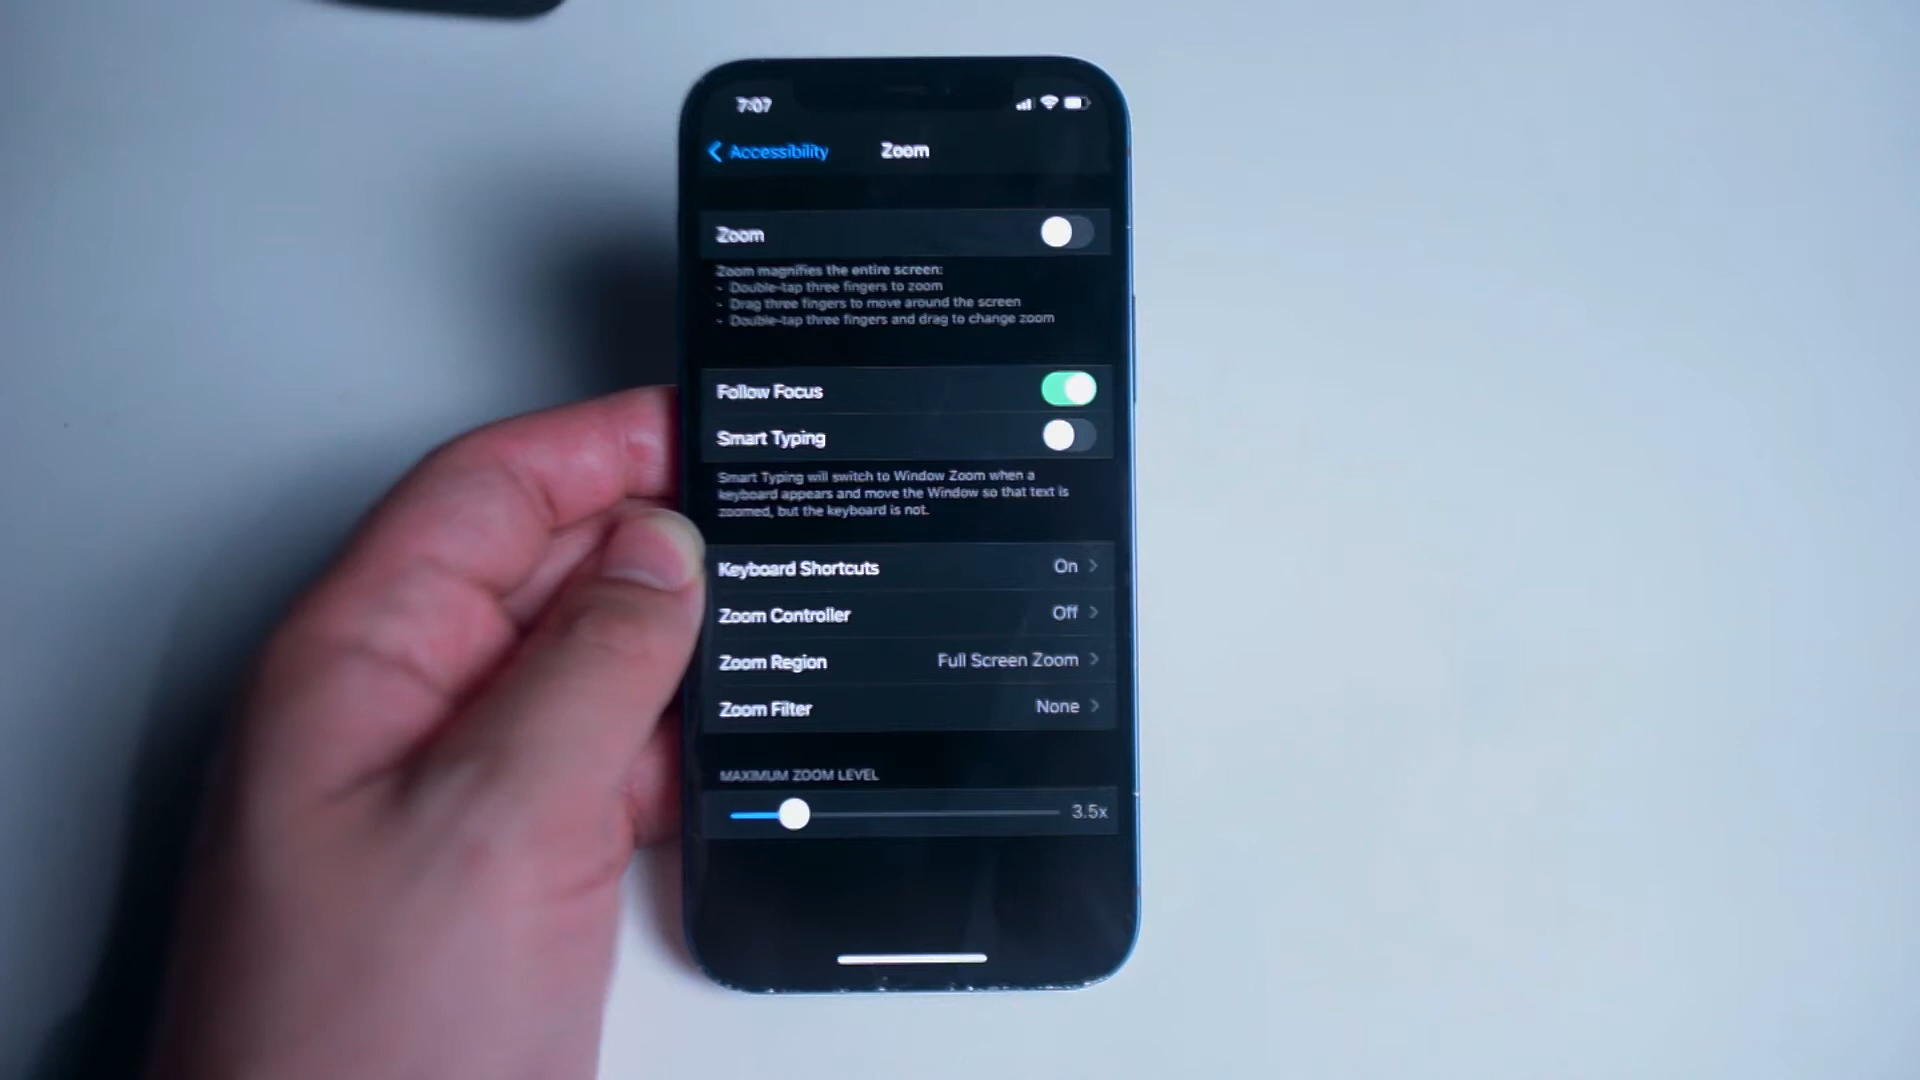 7:07
Accessibility
Zoom
Zoom
Zoom magnifies the entire screen:
- Double-tap three fingers to zoom
- Drag three fingers to move around the screen
- Double-tap three fingers and drag to change zoom
Follow Focus
Smart Typing
Smart Typing will switch to Window Zoom when a
keyboard appears and move the Window so that text is
zoomed, but the keyboard is not.
Keyboard Shortcuts On
Zoom Controller Off
Zoom Region Full Screen Zoom
Zoom Filter None
MAXIMUM ZOOM LEVEL
3.5x